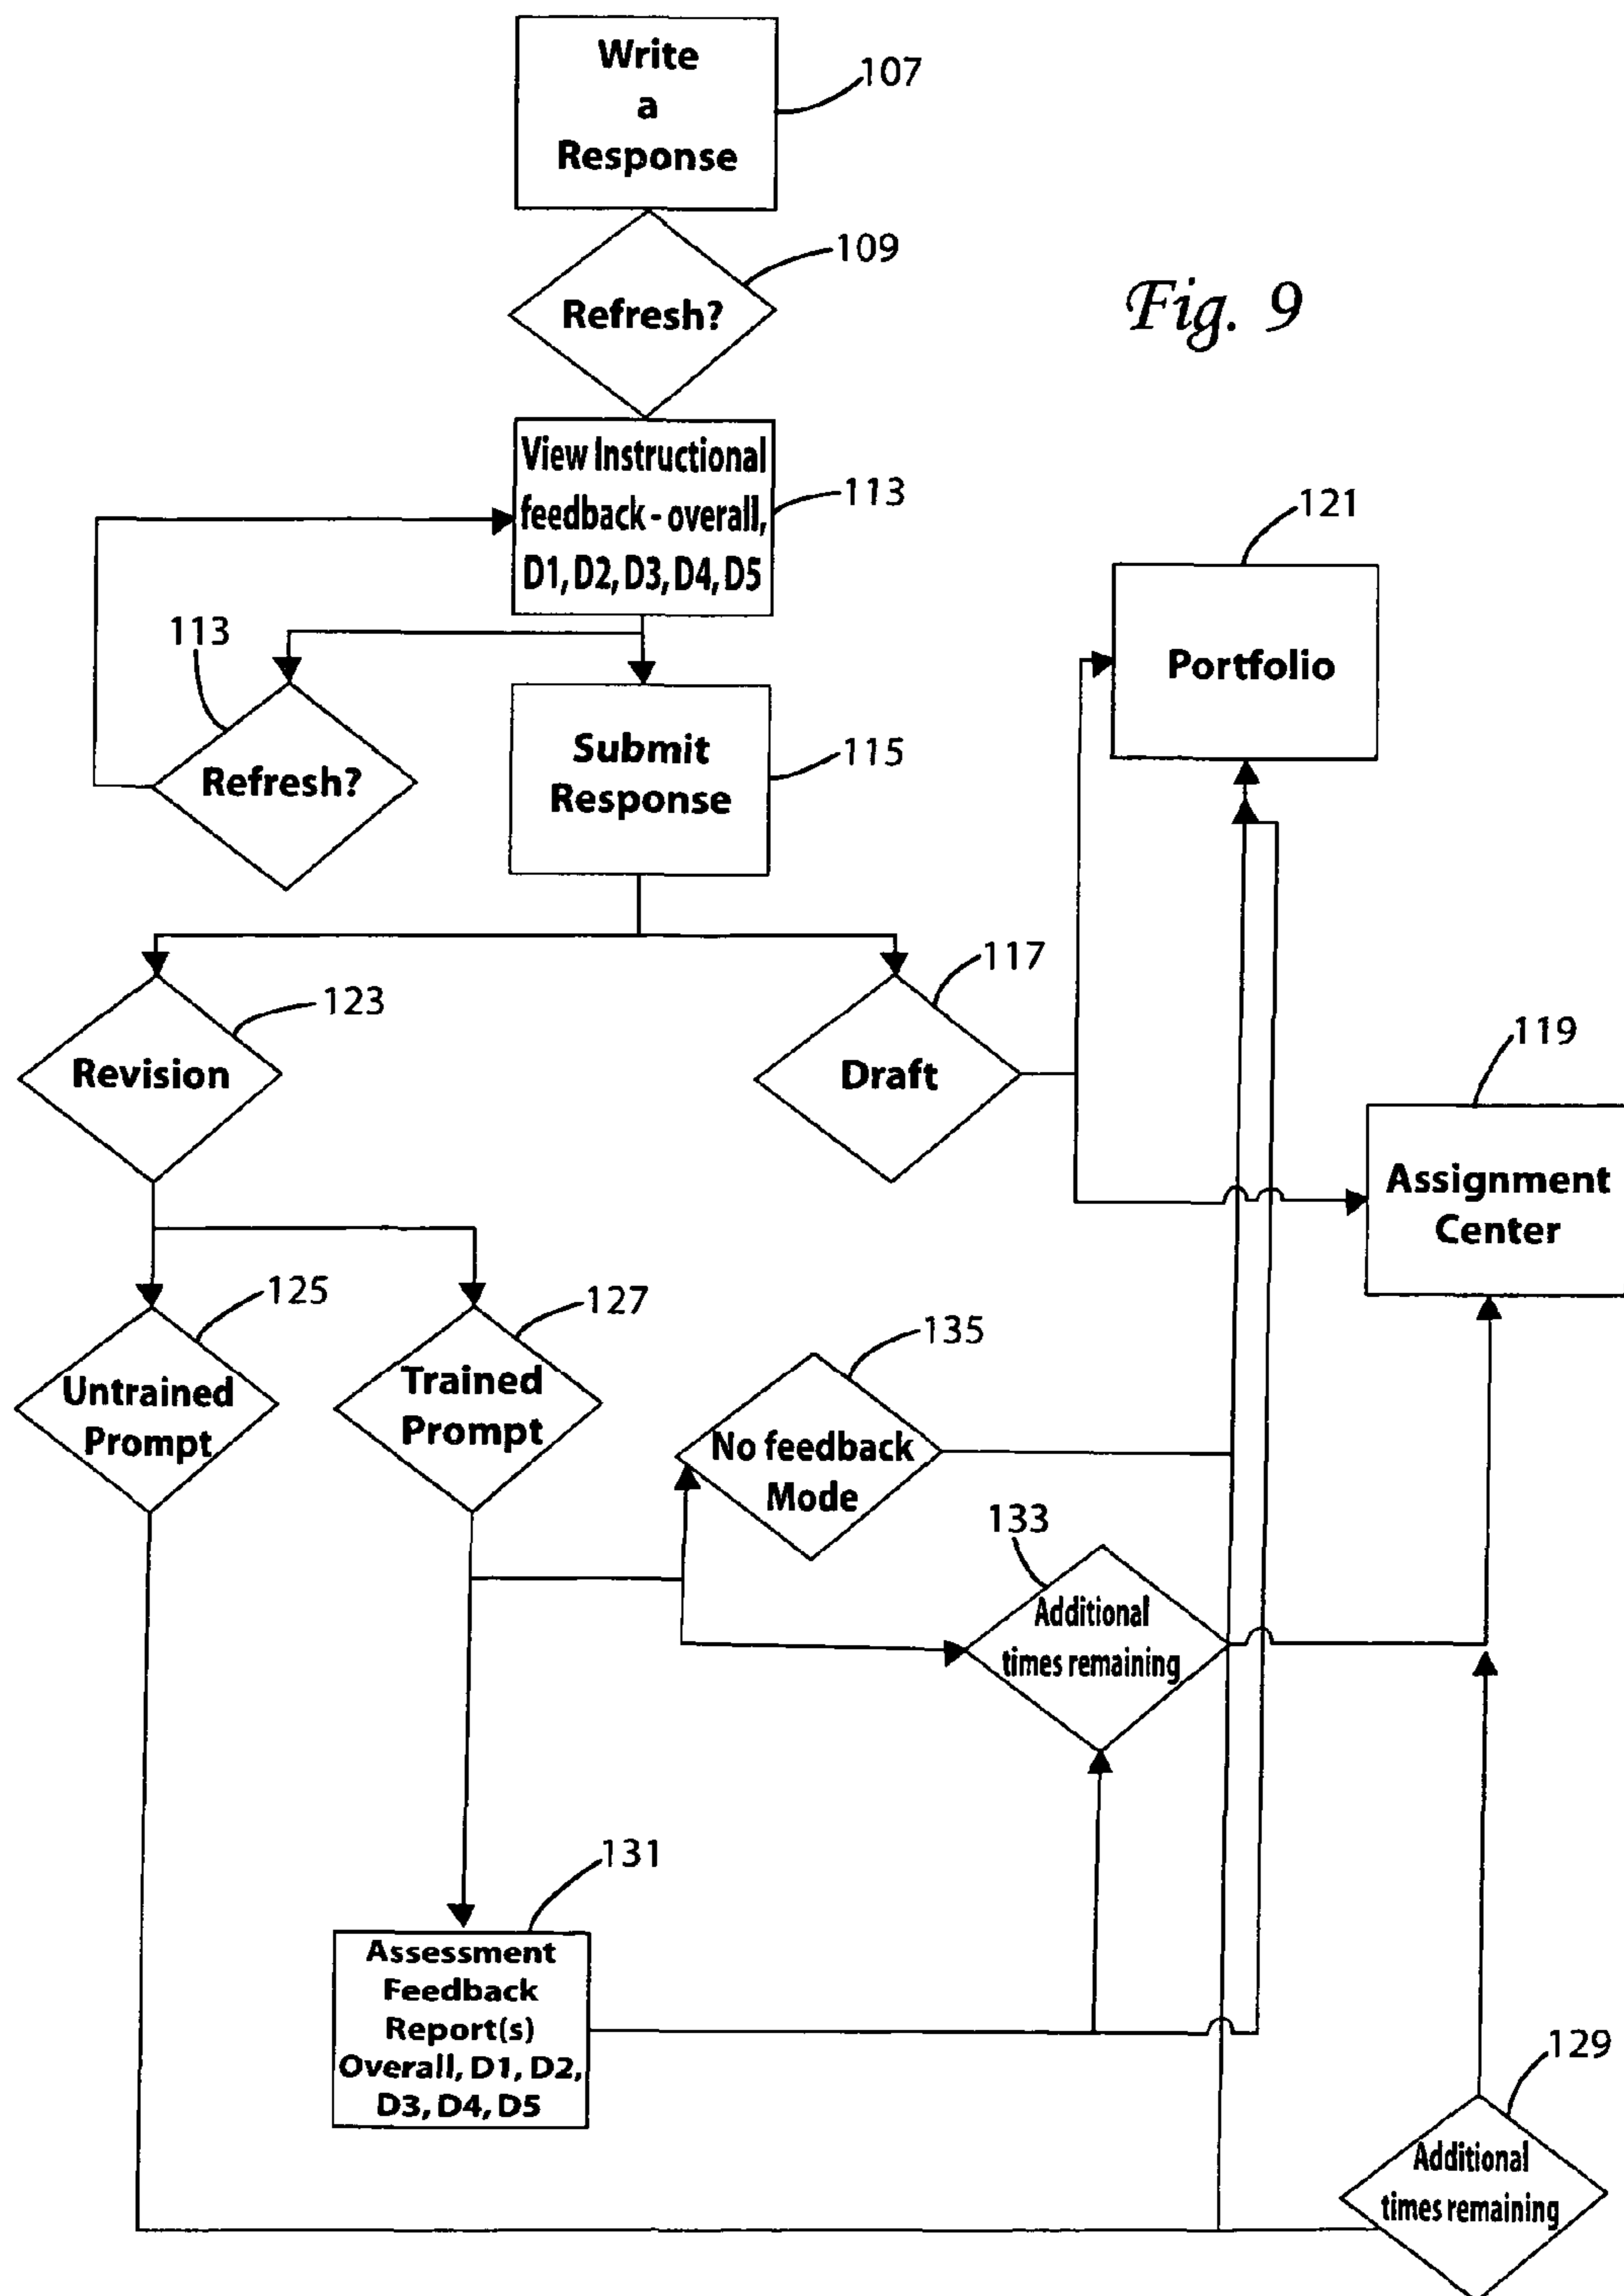 Write
a
Response
107
109
Refresh?
Fig. 9
View Instructional
feedback - overall,
D1, D2, D3, D4, D5
113
121
Portfolio
113
Refresh?
Submit
Response
115
117
123
Revision
Draft
119
Assignment
Center
125
127
135
Untrained
Prompt
Trained
Prompt
No feedback
Mode
133
Additional
times remaining
131
Assessment
Feedback
Report(s)
Overall, D1, D2,
D3, D4, D5
129
Additional
times remaining